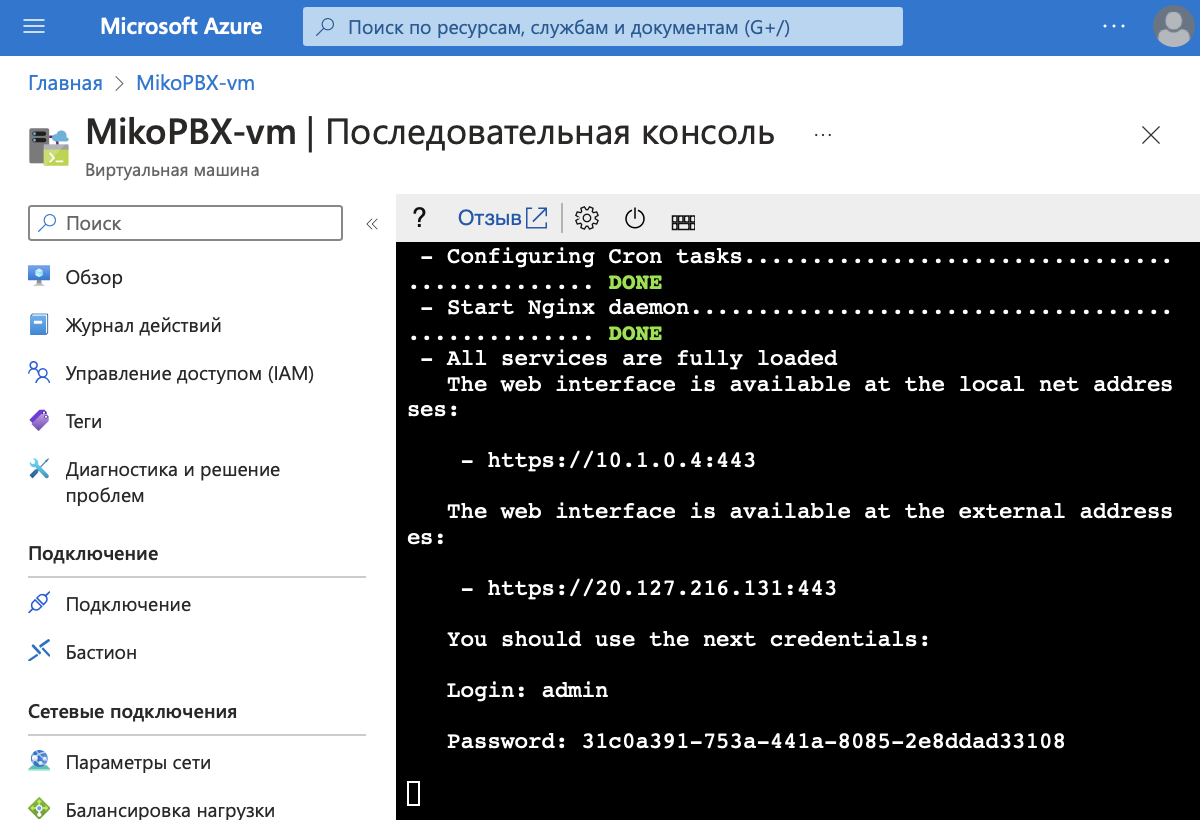 Microsoft Azure
Поиск по ресурсам, службам и документам (G+/)
Главная > MikoPBX-vm
MikoPBX-vm | Последовательная консоль
Виртуальная машина
Поиск
Обзор
Журнал действий
Управление доступом (IAM)
Теги
Диагностика и решение
проблем
Подключение
Подключение
Бастион
Сетевые подключения
Параметры сети
Балансировка нагрузки
? Отзыв
- Configuring Cron tasks................................
.............. DONE
- Start Nginx daemon....................................
.............. DONE
- All services are fully loaded
The web interface is available at the local net addres
ses:
- https://10.1.0.4:443
The web interface is available at the external address
es:
- https://20.127.216.131:443
You should use the next credentials:
Login: admin
Password: 31c0a391-753a-441a-8085-2e8ddad33108